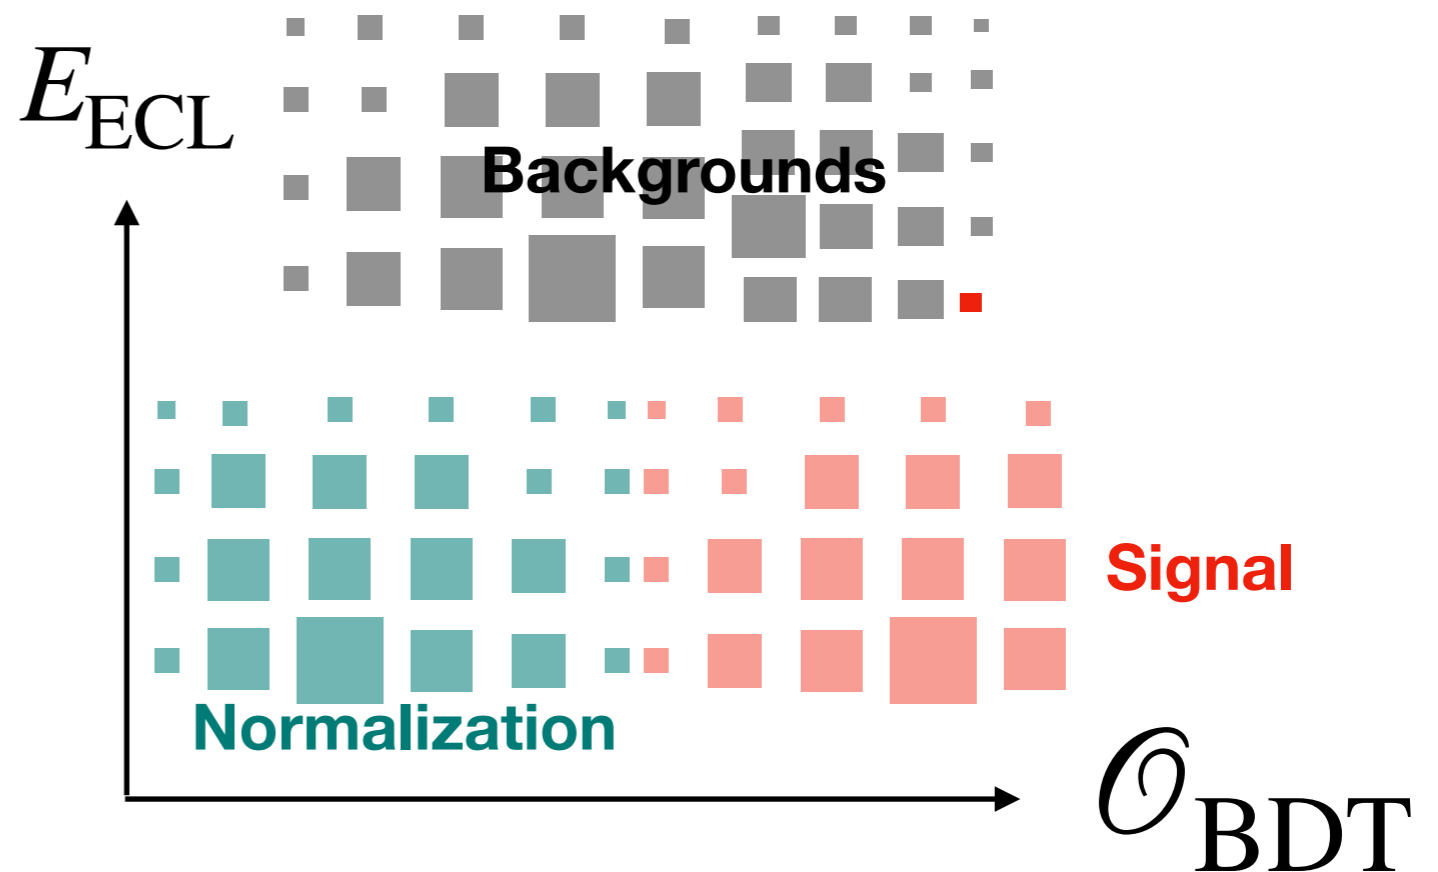 E_ECL
Backgrounds
Signal
Normalization
𝒪_BDT